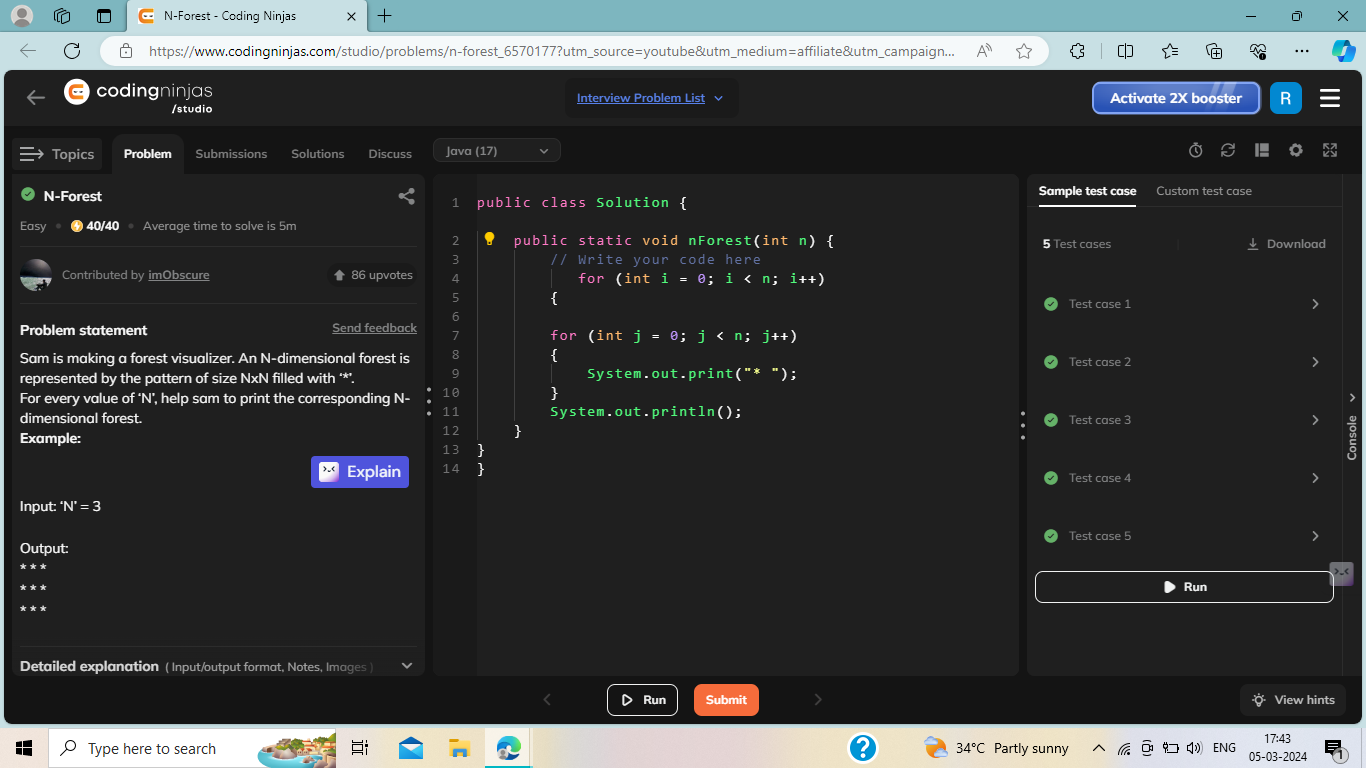 N-Forest - Coding Ninjas
https://www.codingninjas.com/studio/problems/n-forest_6570177?utm_source=youtube&utm_medium=affiliate&utm_campaign...
codingninjas
/studio
Interview Problem List
Activate 2X booster
R
Topics
Problem
Submissions
Solutions
Discuss
Java (17)
N-Forest
Easy • 40/40 • Average time to solve is 5m
Contributed by imObscure
86 upvotes
Problem statement
Send feedback
Sam is making a forest visualizer. An N-dimensional forest is
represented by the pattern of size NxN filled with ‘*’.
For every value of ‘N’, help sam to print the corresponding N-
dimensional forest.
Example:
Explain
Input: ‘N’ = 3
Output:
* * *
* * *
* * *
Detailed explanation ( Input/output format, Notes, Images )
1 public class Solution {
2 public static void nForest(int n) {
3 // Write your code here
4 for (int i = 0; i < n; i++)
5 {
6
7 for (int j = 0; j < n; j++)
8 {
9 System.out.print("* ");
10 }
11 System.out.println();
12 }
13 }
14 }
Sample test case
Custom test case
5 Test cases
Download
Test case 1
Test case 2
Test case 3
Test case 4
Test case 5
Run
Console
Run
Submit
View hints
Type here to search
34°C Partly sunny
ENG
17:43
05-03-2024
1